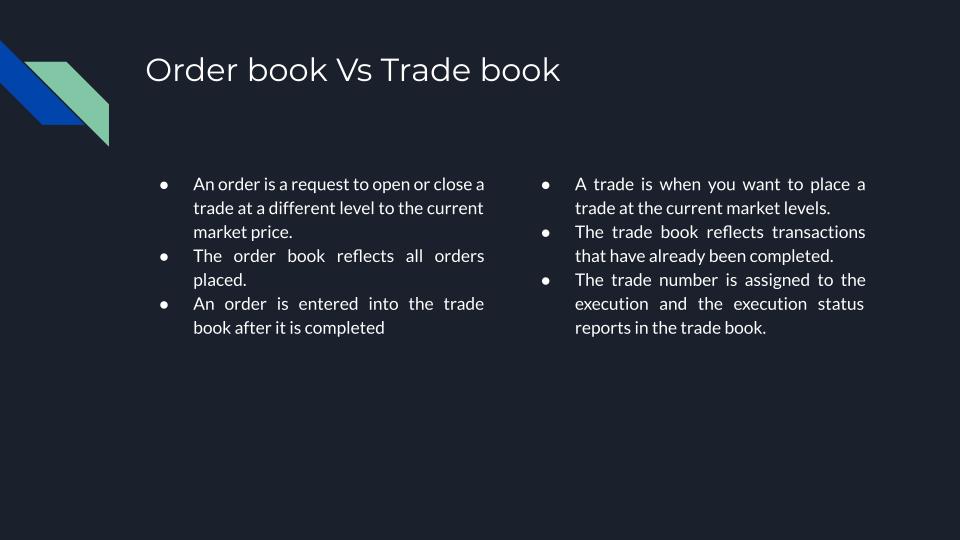 Order book Vs Trade book
● An order is a request to open or close a
trade at a different level to the current
market price.
● The order book reflects all orders
placed.
● An order is entered into the trade
book after it is completed
● A trade is when you want to place a
trade at the current market levels.
● The trade book reflects transactions
that have already been completed.
● The trade number is assigned to the
execution and the execution status
reports in the trade book.